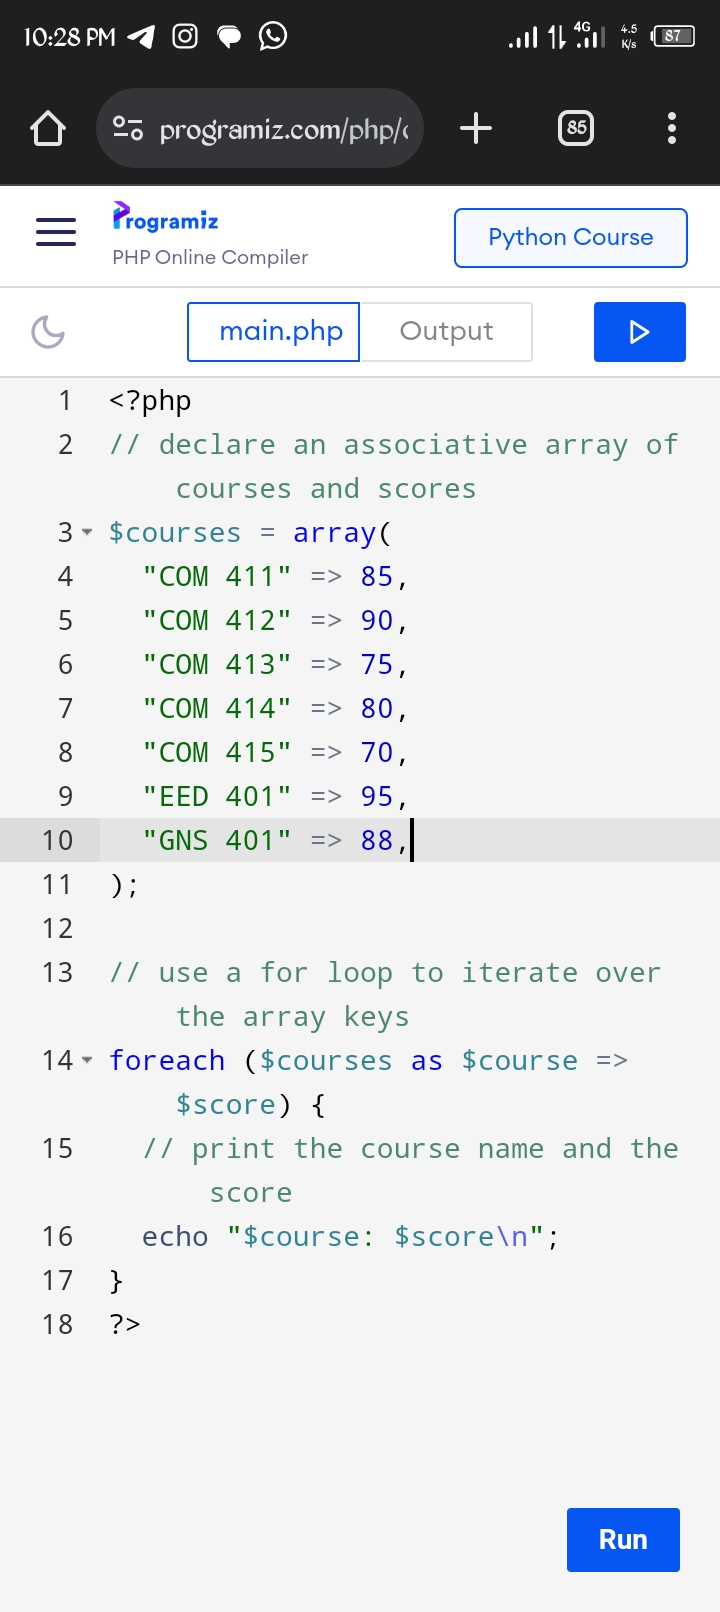 10:28 PM 4G 4.5 K/s 87
programiz.com/php/ 85
Programiz
PHP Online Compiler
Python Course
main.php Output
1 <?php
2 // declare an associative array of
courses and scores
3 $courses = array(
4 "COM 411" => 85,
5 "COM 412" => 90,
6 "COM 413" => 75,
7 "COM 414" => 80,
8 "COM 415" => 70,
9 "EED 401" => 95,
10 "GNS 401" => 88,
11 );
12
13 // use a for loop to iterate over
the array keys
14 foreach ($courses as $course =>
$score) {
15 // print the course name and the
score
16 echo "$course: $score\n";
17 }
18 ?>
Run